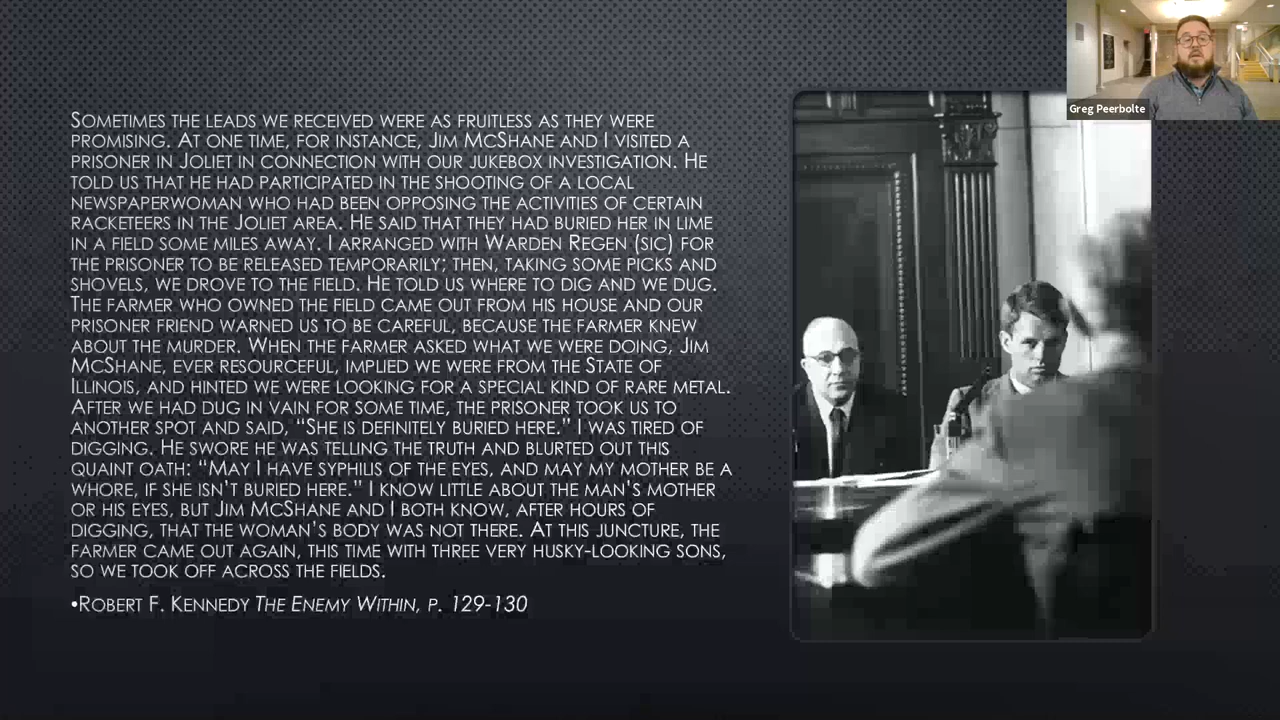 Greg Peerbolte
SOMETIMES THE LEADS WE RECEIVED WERE AS FRUITLESS AS THEY WERE
PROMISING. AT ONE TIME, FOR INSTANCE, JIM MCSHANE AND I VISITED A
PRISONER IN JOLIET IN CONNECTION WITH OUR JUKEBOX INVESTIGATION. HE
TOLD US THAT HE HAD PARTICIPATED IN THE SHOOTING OF A LOCAL
NEWSPAPERWOMAN WHO HAD BEEN OPPOSING THE ACTIVITIES OF CERTAIN
RACKETEERS IN THE JOLIET AREA. HE SAID THAT THEY HAD BURIED HER IN LIME
IN A FIELD SOME MILES AWAY. I ARRANGED WITH WARDEN REGEN (SIC) FOR
THE PRISONER TO BE RELEASED TEMPORARILY; THEN, TAKING SOME PICKS AND
SHOVELS, WE DROVE TO THE FIELD. HE TOLD US WHERE TO DIG AND WE DUG.
THE FARMER WHO OWNED THE FIELD CAME OUT FROM HIS HOUSE AND OUR
PRISONER FRIEND WARNED US TO BE CAREFUL, BECAUSE THE FARMER KNEW
ABOUT THE MURDER. WHEN THE FARMER ASKED WHAT WE WERE DOING, JIM
MCSHANE, EVER RESOURCEFUL, IMPLIED WE WERE FROM THE STATE OF
ILLINOIS, AND HINTED WE WERE LOOKING FOR A SPECIAL KIND OF RARE METAL.
AFTER WE HAD DUG IN VAIN FOR SOME TIME, THE PRISONER TOOK US TO
ANOTHER SPOT AND SAID, “SHE IS DEFINITELY BURIED HERE.” I WAS TIRED OF
DIGGING. HE SWORE HE WAS TELLING THE TRUTH AND BLURTED OUT THIS
QUAINT OATH: “MAY I HAVE SYPHILIS OF THE EYES, AND MAY MY MOTHER BE A
WHORE, IF SHE ISN’T BURIED HERE.” I KNOW LITTLE ABOUT THE MAN’S MOTHER
OR HIS EYES, BUT JIM MCSHANE AND I BOTH KNOW, AFTER HOURS OF
DIGGING, THAT THE WOMAN’S BODY WAS NOT THERE. AT THIS JUNCTURE, THE
FARMER CAME OUT AGAIN, THIS TIME WITH THREE VERY HUSKY-LOOKING SONS,
SO WE TOOK OFF ACROSS THE FIELDS.
•ROBERT F. KENNEDY THE ENEMY WITHIN, P. 129-130